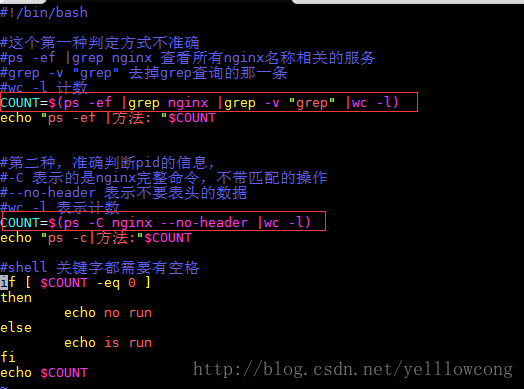 #!/bin/bash
#这个第一种判定方式不准确
#ps -ef |grep nginx 查看所有nginx名称相关的服务
#grep -v "grep" 去掉grep查询的那一条
#wc -l 计数
COUNT=$(ps -ef |grep nginx |grep -v "grep" |wc -l)
echo "ps -ef |方法: "$COUNT
#第二种, 准确判断pid的信息,
#-C 表示的是nginx完整命令, 不带匹配的操作
#--no-header 表示不要表头的数据
#wc -l 表示计数
COUNT=$(ps -C nginx --no-header |wc -l)
echo "ps -c|方法:"$COUNT
#shell 关键字都需要有空格
if [ $COUNT -eq 0 ]
then
echo no run
else
echo is run
fi
echo $COUNT
~
http://blog.csdn.net/yelllowcong